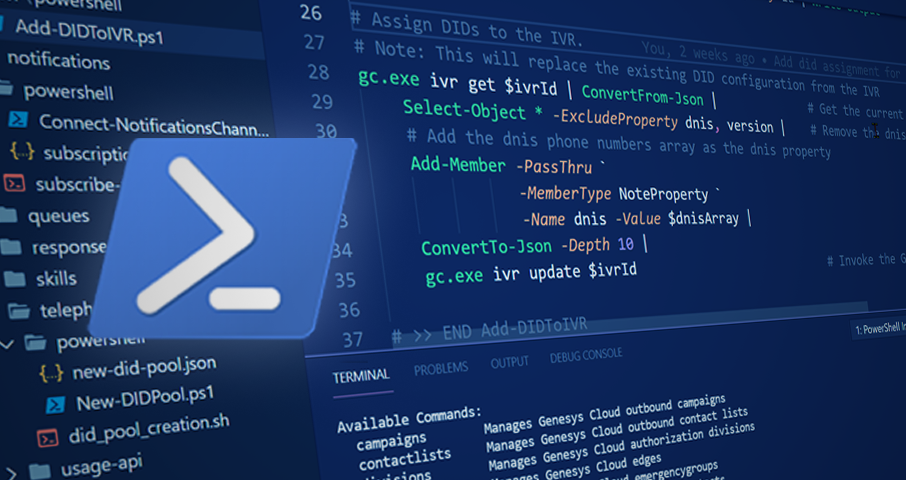 powershell
Add-DIDToIVR.ps1
notifications
powershell
Connect-NotificationsChann...
{..} subscriptio
subscribe-
queues
response
skills
teleph
powershell
{..} new-did-pool.json
New-DIDPool.ps1
did_pool_creation.sh
usage-api
26 # Assign DIDs to the IVR.
You, 2 weeks ago • Add did assignment for
27 # Note: This will replace the existing DID configuration from the IVR
28 gc.exe ivr get $ivrId | ConvertFrom-Json | # Get the current
29 Select-Object * -ExcludeProperty dnis, version | # Remove the dnis
30 # Add the dnis phone numbers array as the dnis property
Add-Member -PassThru `
-MemberType NoteProperty `
3 -Name dnis -Value $dnisArray |
34 ConvertTo-Json -Depth 10 |
35 gc.exe ivr update $ivrId # Invoke the G
36
37 # >> END Add-DIDToIVR
1: PowerShell In
TERMINAL PROBLEMS OUTPUT DEBUG CONSOLE
Available Commands:
campaigns Manages Genesys Cloud outbound campaigns
contactlists Manages Genesys Cloud outbound contact lists
divisions Manages Genesys Cloud authorization divisions
Manages Genesys Cloud edges
Cloud emergencygroups